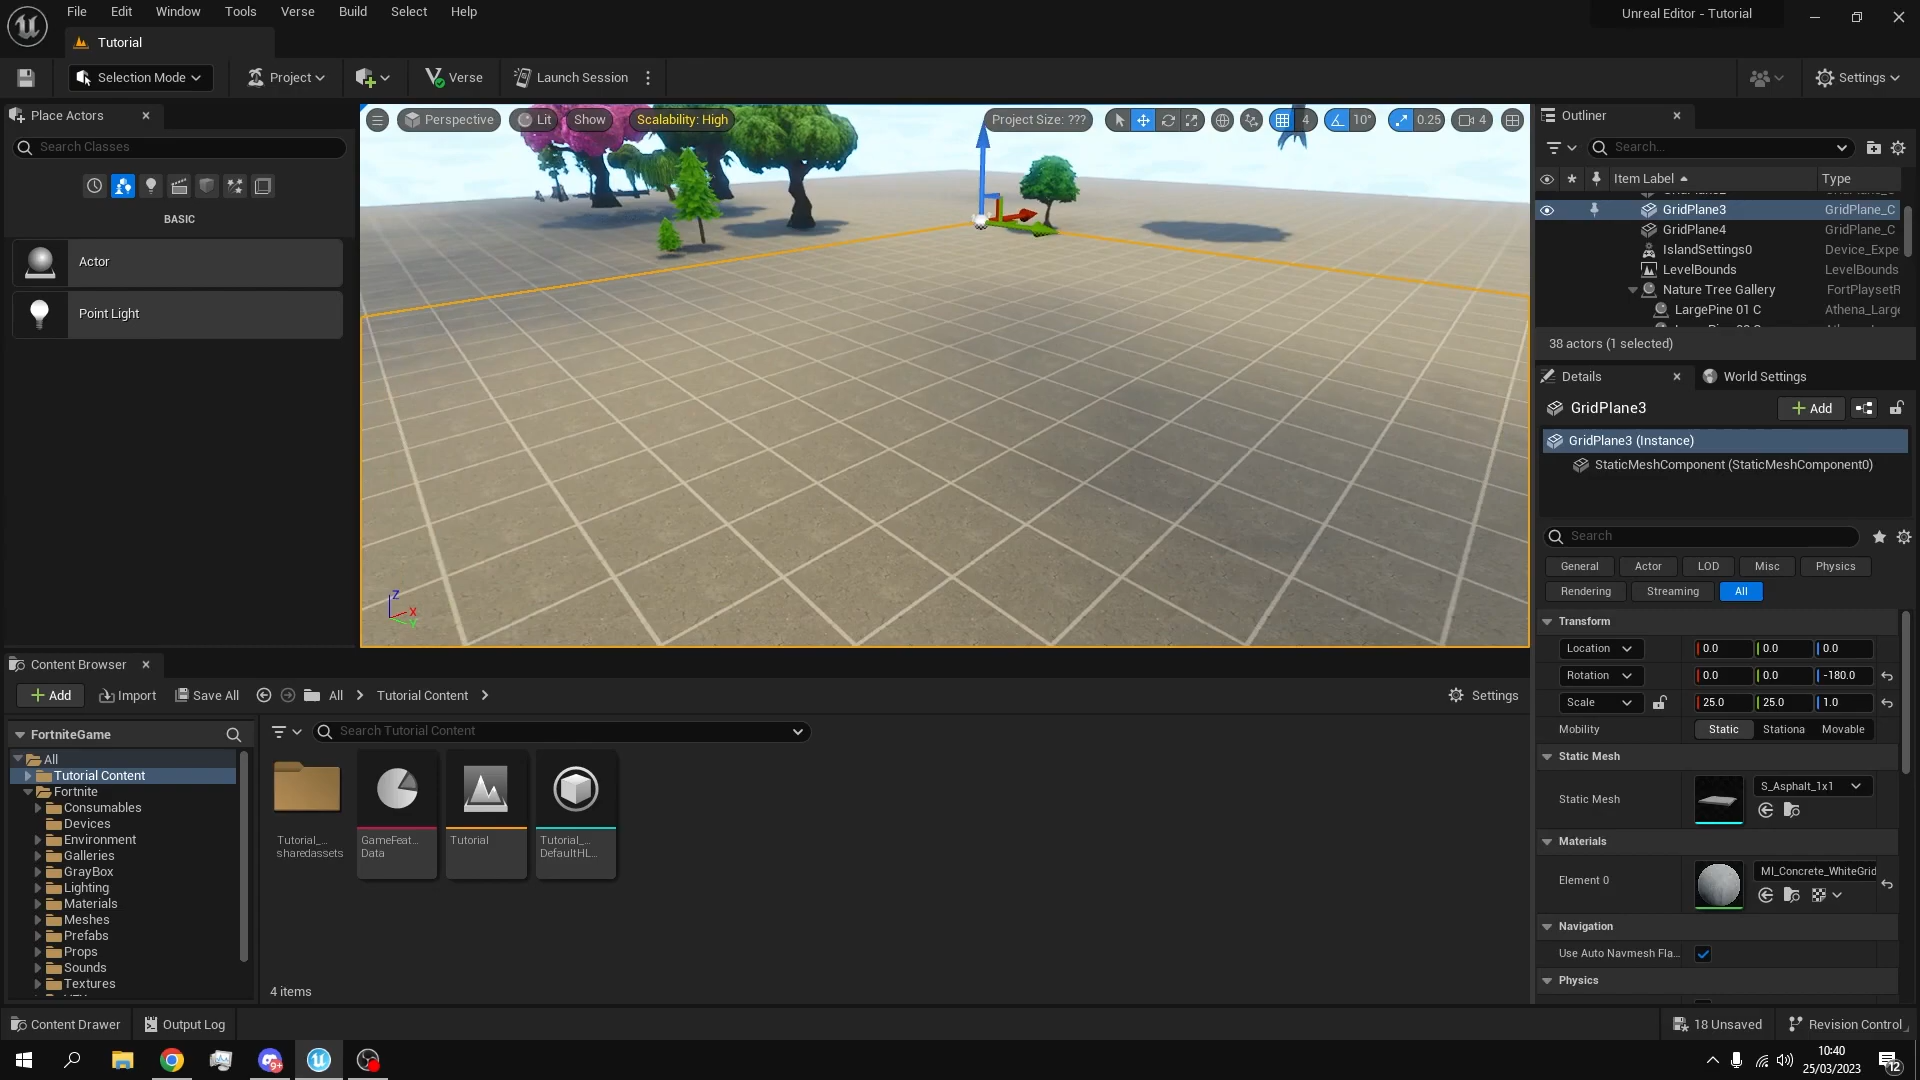 File Edit Window Tools Verse Build Select Help
Unreal Editor - Tutorial
Tutorial
Selection Mode Project Verse Launch Session Settings
Place Actors
Search Classes
BASIC
Actor
Point Light
Perspective Lit Show Scalability: High Project Size: ??? 4 10° 0.25 4
Z
X
Y
Outliner
Search...
Item Label Type
GridPlane3 GridPlane_C
GridPlane4 GridPlane_C
IslandSettings0 Device_Expe
LevelBounds LevelBounds
Nature Tree Gallery FortPlaysetR
LargePine 01 C Athena_Large
38 actors (1 selected)
Details World Settings
GridPlane3 Add
GridPlane3 (Instance)
StaticMeshComponent (StaticMeshComponent0)
Search
General Actor LOD Misc Physics
Rendering Streaming All
Transform
Location 0.0 0.0 0.0
Rotation 0.0 0.0 -180.0
Scale 25.0 25.0 1.0
Mobility Static Stationa Movable
Static Mesh
Static Mesh S_Asphalt_1x1
Materials
Element 0 MI_Concrete_WhiteGrid
Navigation
Use Auto Navmesh Fla...
Physics
Content Browser
Add Import Save All All Tutorial Content Settings
FortniteGame
Search Tutorial Content
All
Tutorial Content
Fortnite
Consumables
Devices
Environment
Galleries
GrayBox
Lighting
Materials
Meshes
Prefabs
Props
Sounds
Textures
Tutorial_...
sharedassets
GameFeat...
Data
Tutorial
Tutorial_...
DefaultHL...
4 items
Content Drawer Output Log 18 Unsaved Revision Control
9+
10:40
25/03/2023
12